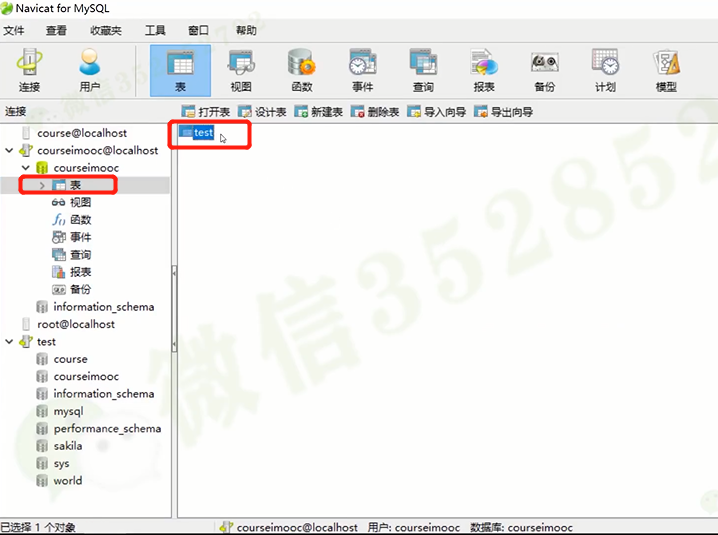 Navicat for MySQL
文件 查看 收藏夹 工具 窗口 帮助
连接 用户 表 视图 函数 事件 查询 报表 备份 计划 模型
连接 打开表 设计表 新建表 删除表 导入向导 导出向导
course@localhost
test
courseimooc@localhost
courseimooc
表
视图
f() 函数
事件
查询
报表
备份
information_schema
root@localhost
test
course
courseimooc
information_schema
mysql
performance_schema
sakila
sys
world
微信352852
已选择 1 个对象 courseimooc@localhost 用户: courseimooc 数据库: courseimooc